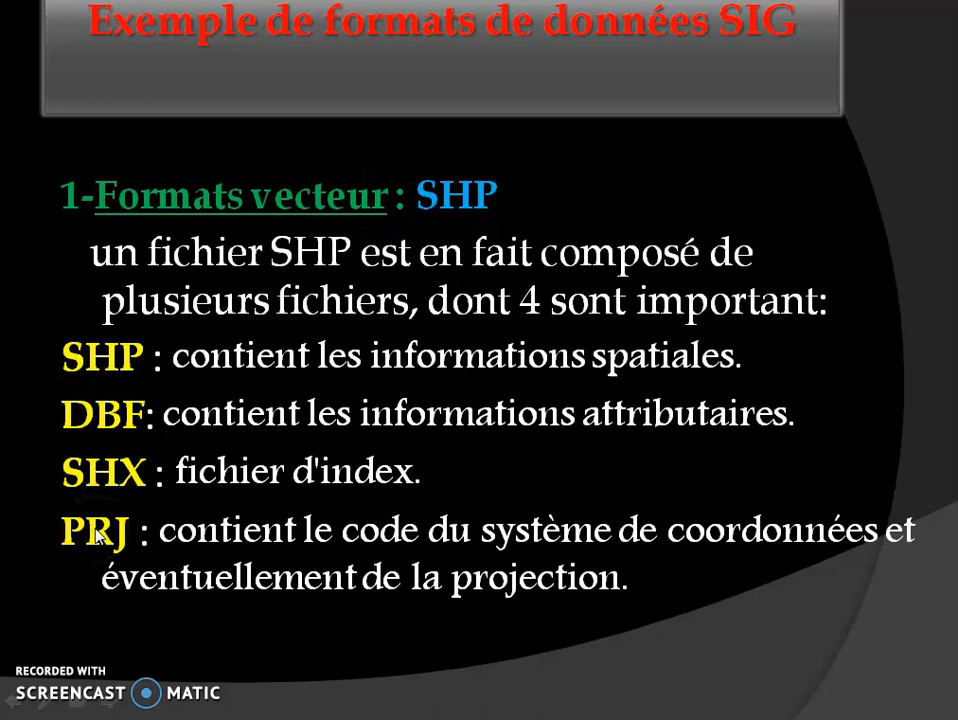 Exemple de formats de données SIG
1-Formats vecteur : SHP
un fichier SHP est en fait composé de
plusieurs fichiers, dont 4 sont important:
SHP : contient les informations spatiales.
DBF: contient les informations attributaires.
SHX : fichier d'index.
PRJ : contient le code du système de coordonnées et
éventuellement de la projection.
RECORDED WITH
SCREENCAST MATIC